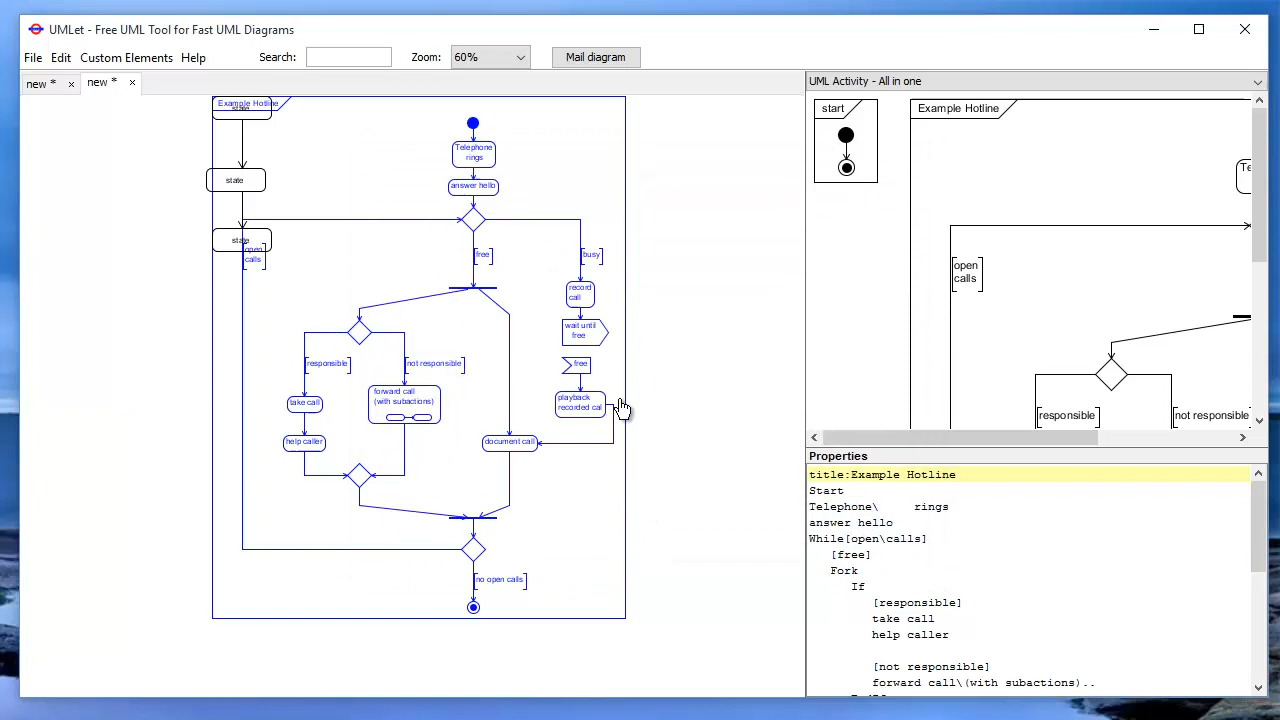 UMLet - Free UML Tool for Fast UML Diagrams
File Edit Custom Elements Help Search: Zoom: 60% Mail diagram
new * x new * x
UML Activity - All in one
Example Hotline
state
Telephone
rings
state
answer hello
state
open
calls
free
busy
record
call
wait until
free
responsible
not responsible
free
forward call
(with subactions)
take call
playback
recorded cal
help caller
document call
no open calls
start
Example Hotline
Te
open
calls
responsible
not responsible
Properties
title:Example Hotline
Start
Telephone\ rings
answer hello
While[open\calls]
[free]
Fork
If
[responsible]
take call
help caller
[not responsible]
forward call\(with subactions)..